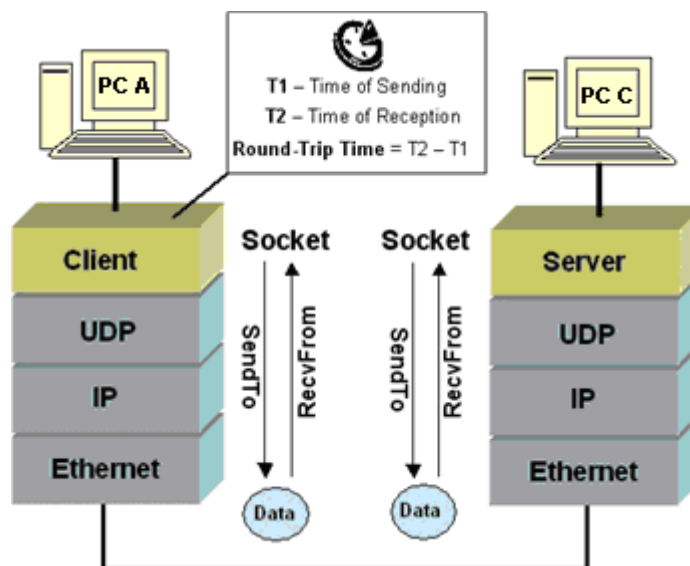 PC A
T1 – Time of Sending
T2 – Time of Reception
Round-Trip Time = T2 – T1
PC C
Client
UDP
IP
Ethernet
Socket
SendTo
RecvFrom
Data
Socket
SendTo
RecvFrom
Data
Server
UDP
IP
Ethernet